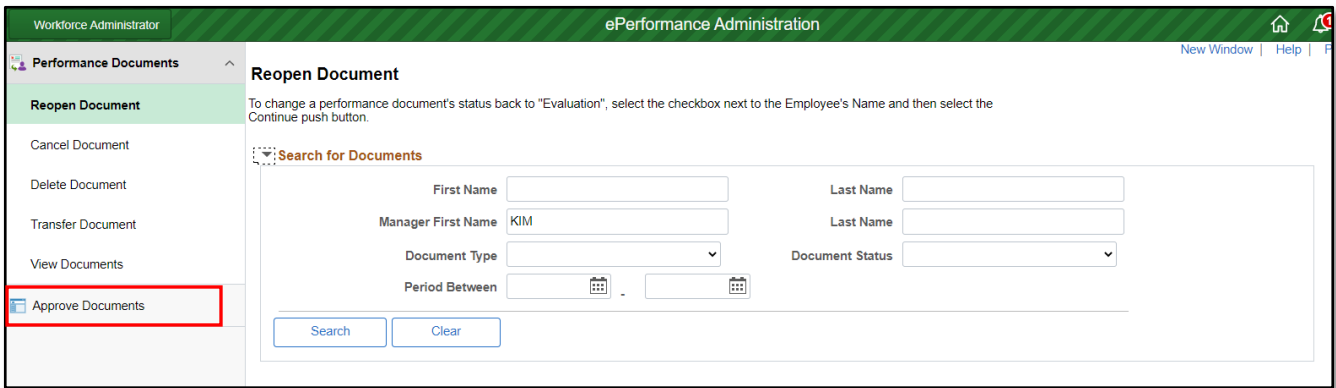 Workforce Administrator
ePerformance Administration
1
New Window | Help |
Performance Documents
Reopen Document
Cancel Document
Delete Document
Transfer Document
View Documents
Approve Documents
Reopen Document
To change a performance document's status back to "Evaluation", select the checkbox next to the Employee's Name and then select the
Continue push button.
Search for Documents
First Name
Last Name
Manager First Name KIM
Last Name
Document Type
Document Status
Period Between -
Search
Clear